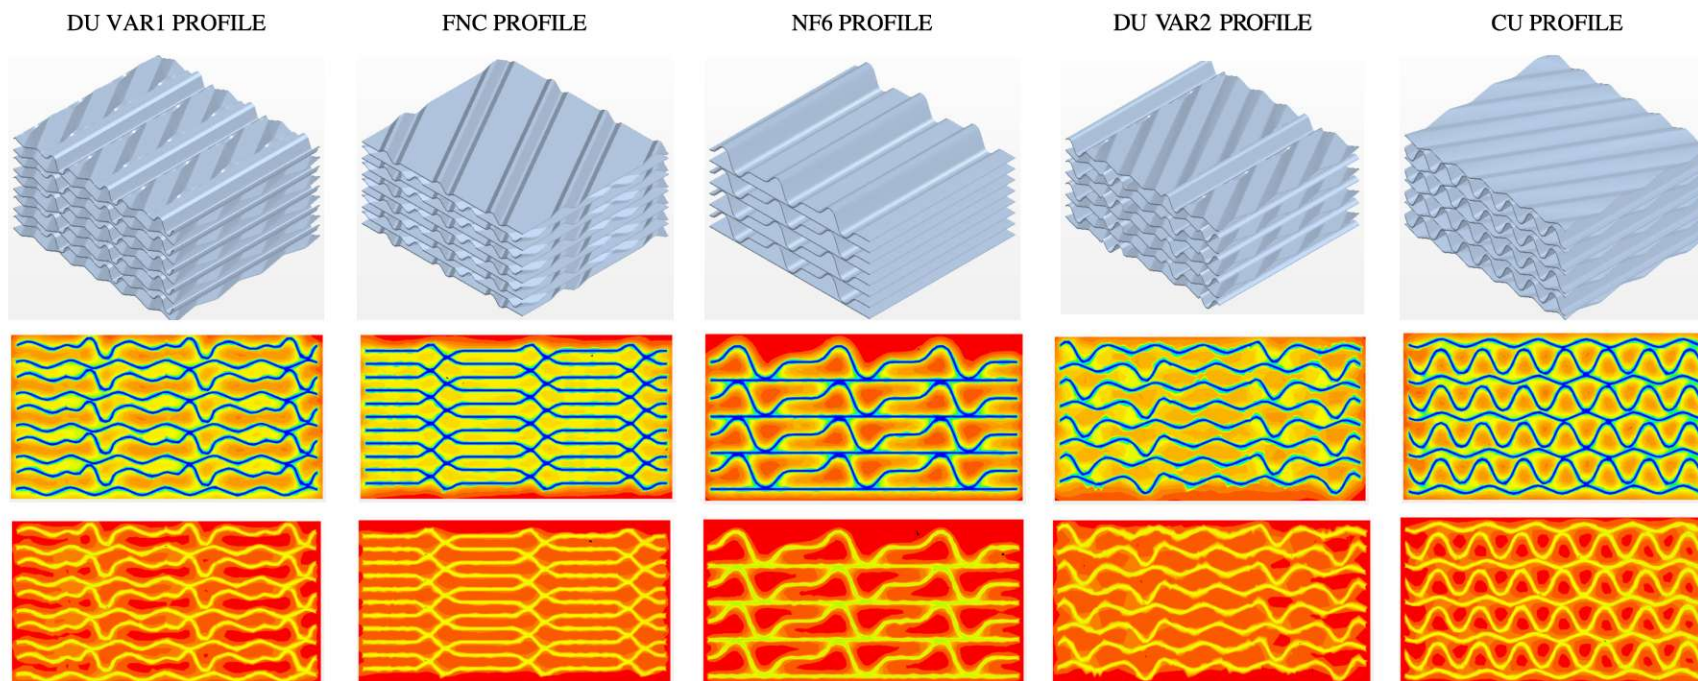 DU VAR1 PROFILE
FNC PROFILE
NF6 PROFILE
DU VAR2 PROFILE
CU PROFILE